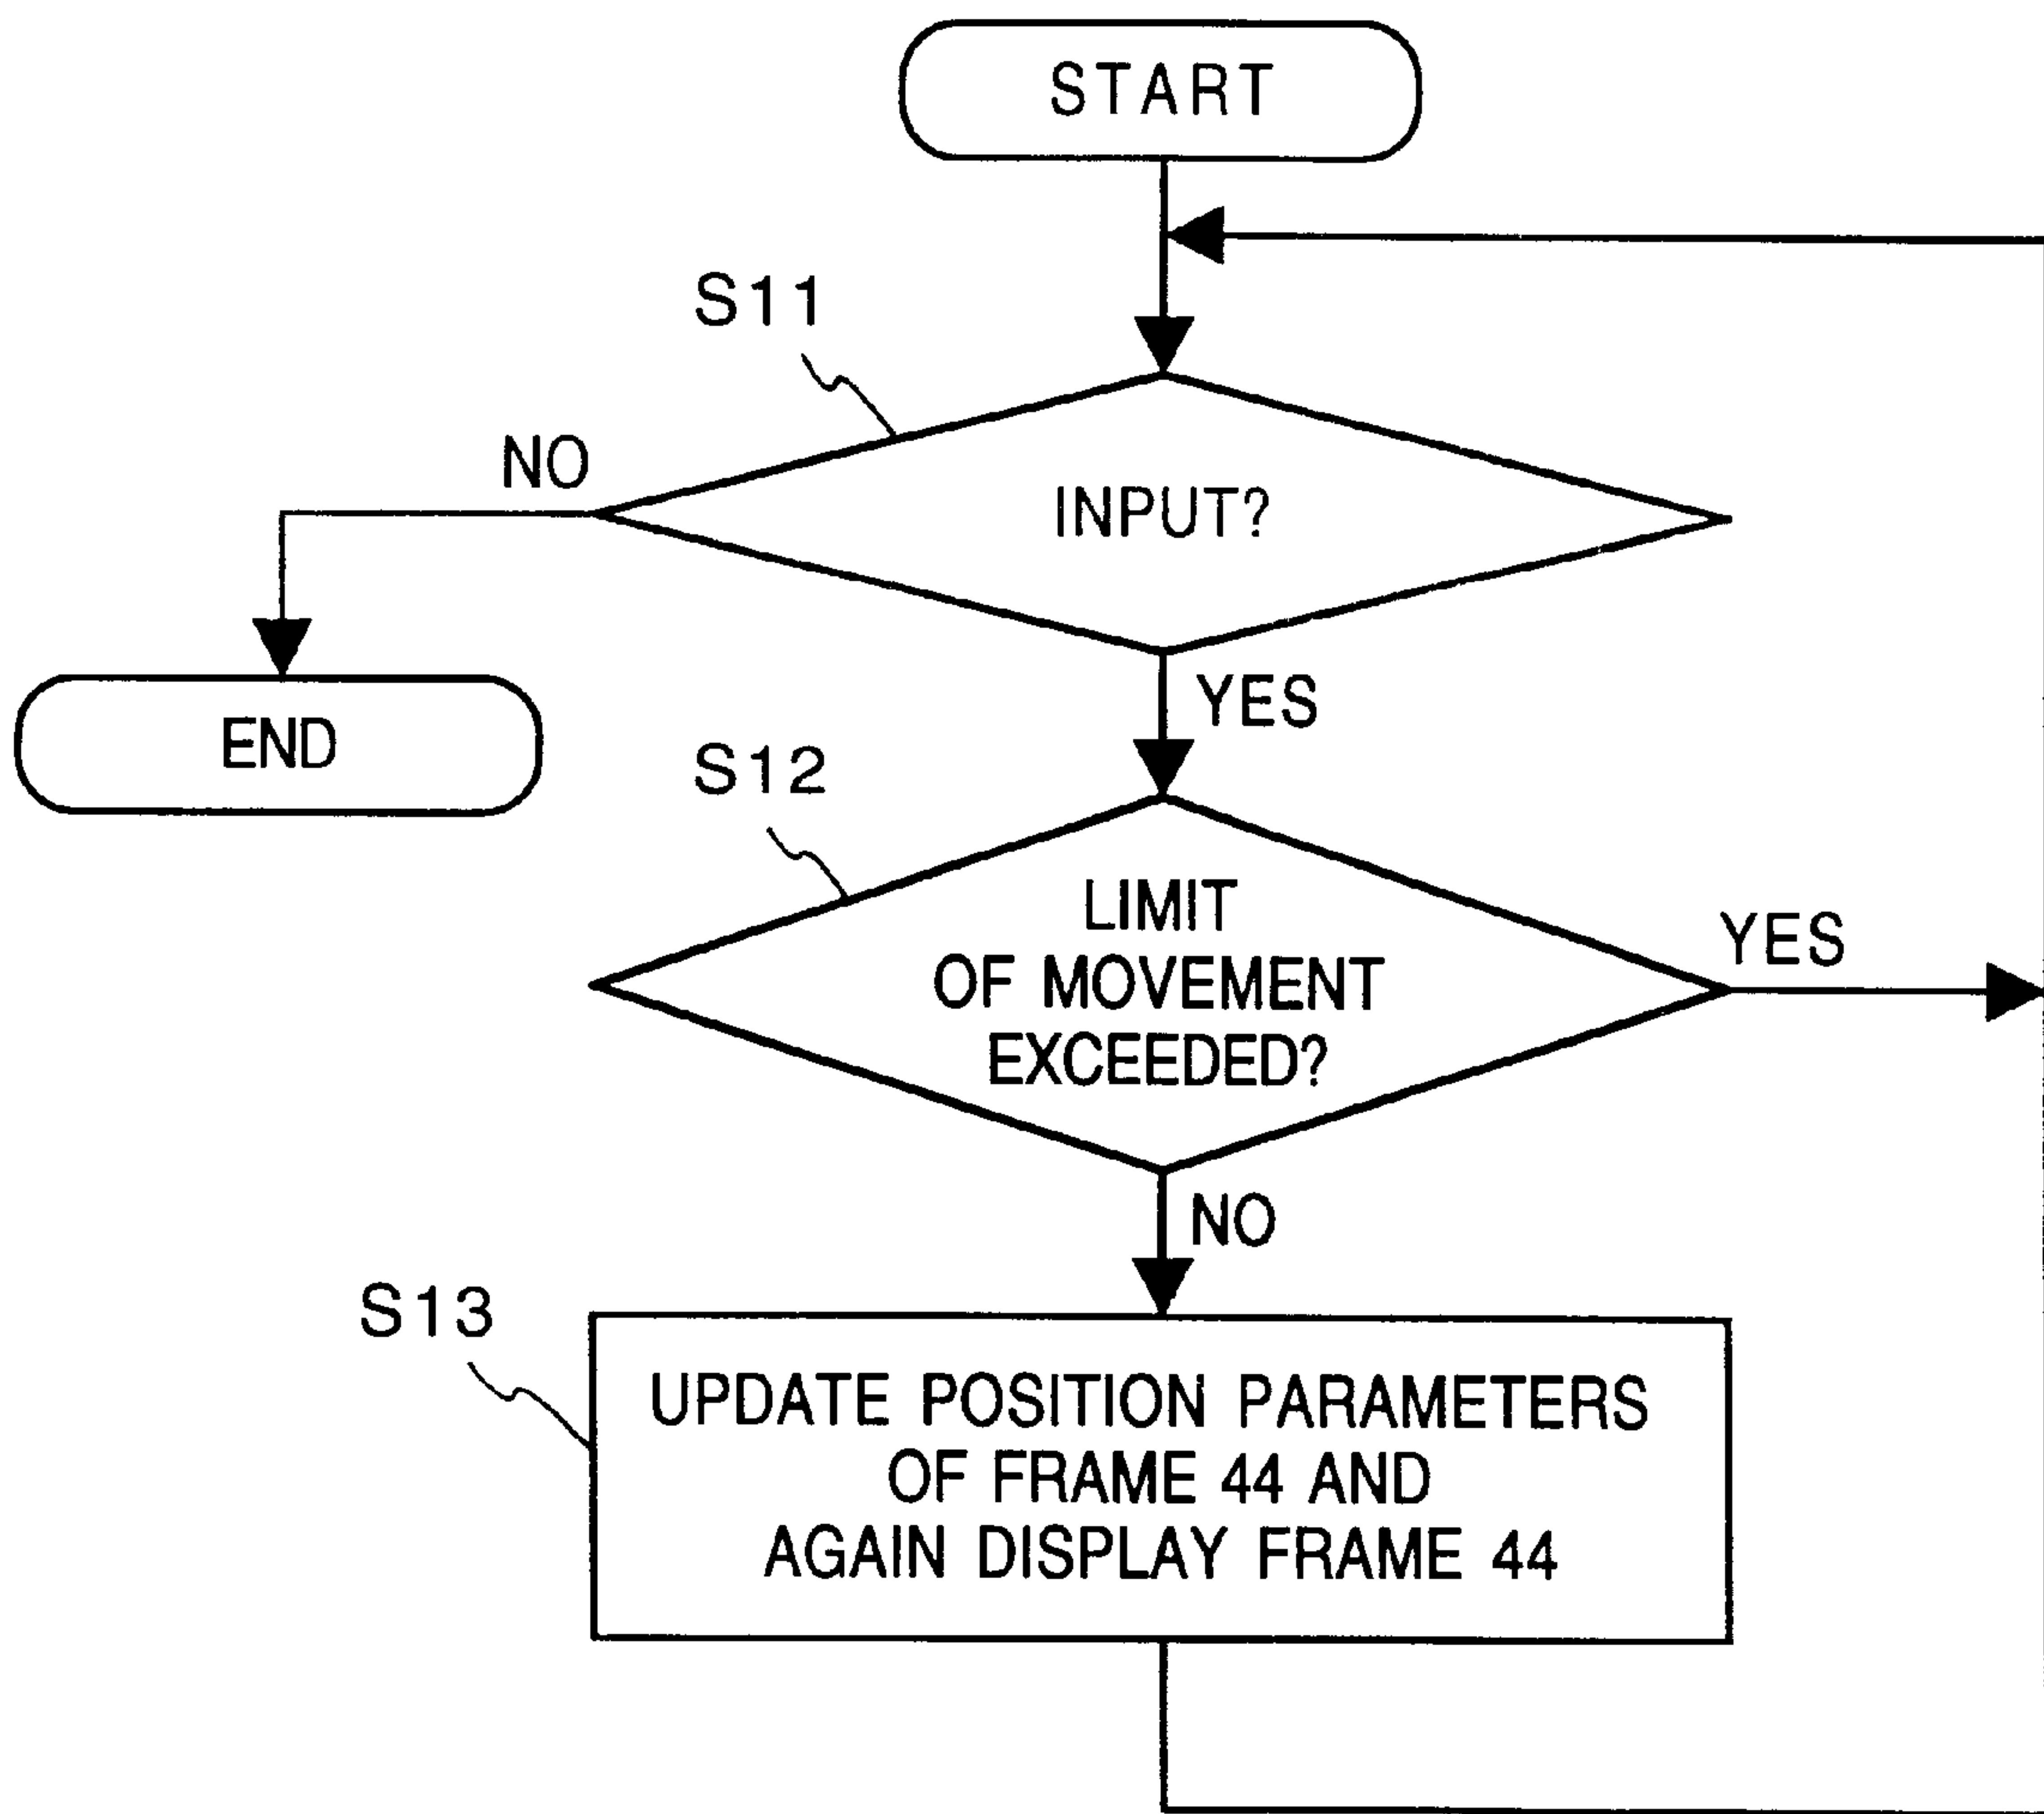 START
S11
NO
INPUT?
YES
END
S12
LIMIT
OF MOVEMENT
EXCEEDED?
YES
NO
S13
UPDATE POSITION PARAMETERS
OF FRAME 44 AND
AGAIN DISPLAY FRAME 44